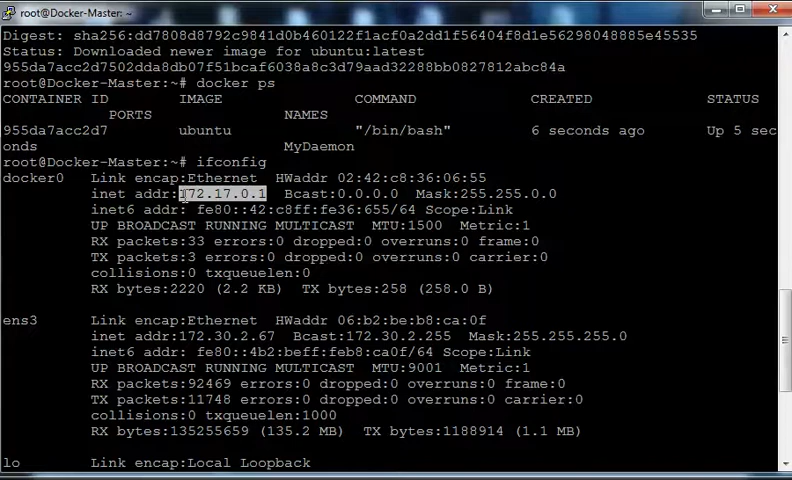 root@Docker-Master: ~
Digest: sha256:dd7808d8792c9841d0b460122f1acf0a2dd1f56404f8d1e56298048885e45535
Status: Downloaded newer image for ubuntu:latest
955da7acc2d7502dda8db07f51bcaf6038a8c3d79aad32288bb0827812abc84a
root@Docker-Master:~# docker ps
CONTAINER ID        IMAGE               COMMAND             CREATED             STATUS
              PORTS               NAMES
955da7acc2d7        ubuntu              "/bin/bash"         6 seconds ago       Up 5 sec
onds                              MyDaemon
root@Docker-Master:~# ifconfig
docker0   Link encap:Ethernet  HWaddr 02:42:c8:36:06:55
          inet addr:172.17.0.1  Bcast:0.0.0.0  Mask:255.255.0.0
          inet6 addr: fe80::42:c8ff:fe36:655/64 Scope:Link
          UP BROADCAST RUNNING MULTICAST  MTU:1500  Metric:1
          RX packets:33 errors:0 dropped:0 overruns:0 frame:0
          TX packets:3 errors:0 dropped:0 overruns:0 carrier:0
          collisions:0 txqueuelen:0
          RX bytes:2220 (2.2 KB)  TX bytes:258 (258.0 B)
ens3      Link encap:Ethernet  HWaddr 06:b2:be:b8:ca:0f
          inet addr:172.30.2.67  Bcast:172.30.2.255  Mask:255.255.255.0
          inet6 addr: fe80::4b2:beff:feb8:ca0f/64 Scope:Link
          UP BROADCAST RUNNING MULTICAST  MTU:9001  Metric:1
          RX packets:92469 errors:0 dropped:0 overruns:0 frame:0
          TX packets:11748 errors:0 dropped:0 overruns:0 carrier:0
          collisions:0 txqueuelen:1000
          RX bytes:135255659 (135.2 MB)  TX bytes:1188914 (1.1 MB)
lo        Link encap:Local Loopback